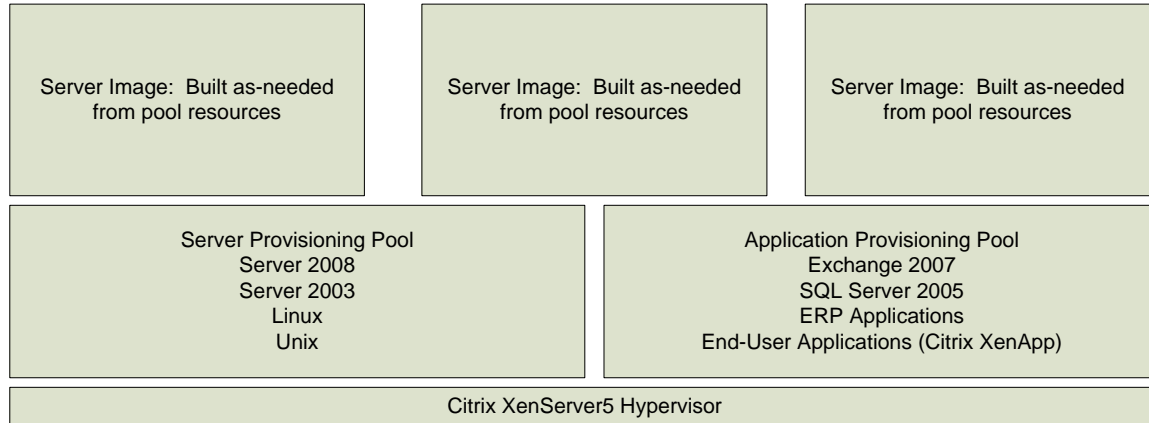 Server Image:  Built as-needed
from pool resources
Server Image:  Built as-needed
from pool resources
Server Image:  Built as-needed
from pool resources
Server Provisioning Pool
Server 2008
Server 2003
Linux
Unix
Application Provisioning Pool
Exchange 2007
SQL Server 2005
ERP Applications
End-User Applications (Citrix XenApp)
Citrix XenServer5 Hypervisor